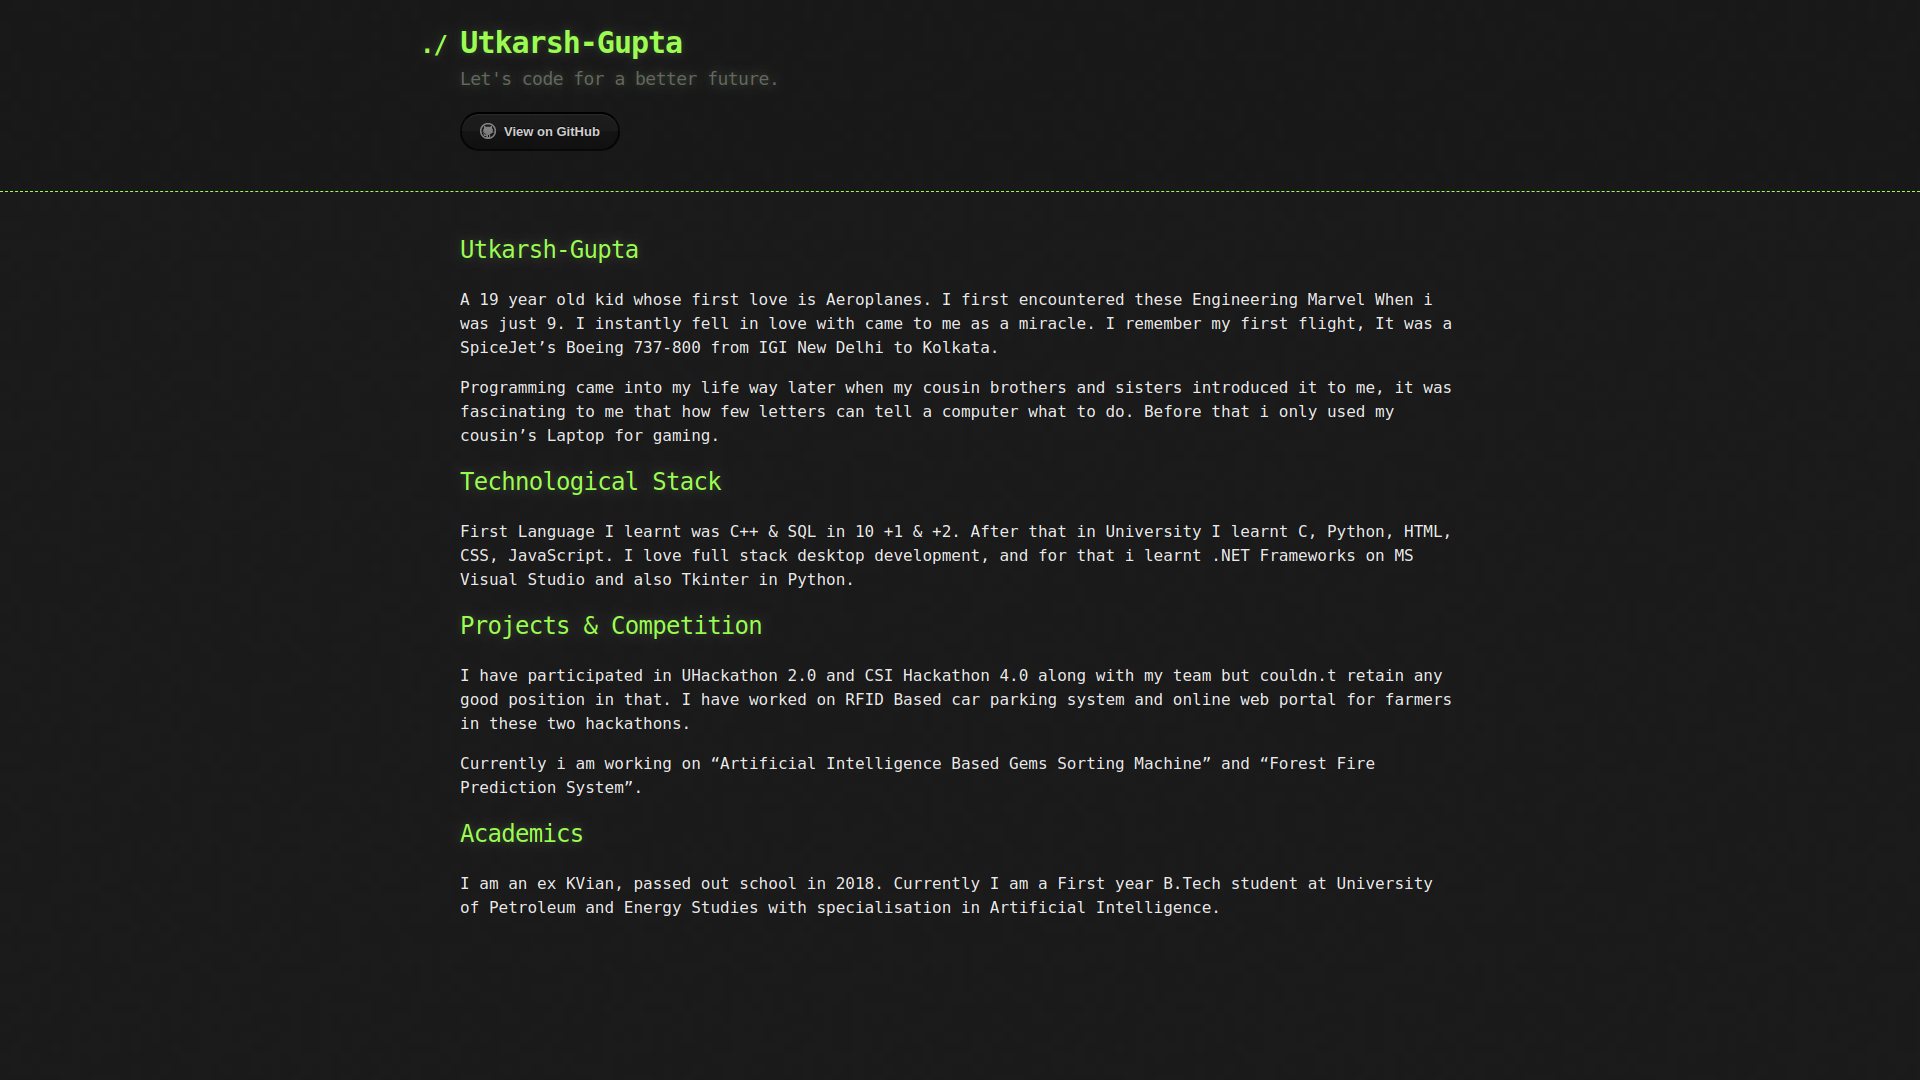 ./ Utkarsh-Gupta
Let's code for a better future.
View on GitHub
Utkarsh-Gupta
A 19 year old kid whose first love is Aeroplanes. I first encountered these Engineering Marvel When i
was just 9. I instantly fell in love with came to me as a miracle. I remember my first flight, It was a
SpiceJet’s Boeing 737-800 from IGI New Delhi to Kolkata.
Programming came into my life way later when my cousin brothers and sisters introduced it to me, it was
fascinating to me that how few letters can tell a computer what to do. Before that i only used my
cousin’s Laptop for gaming.
Technological Stack
First Language I learnt was C++ & SQL in 10 +1 & +2. After that in University I learnt C, Python, HTML,
CSS, JavaScript. I love full stack desktop development, and for that i learnt .NET Frameworks on MS
Visual Studio and also Tkinter in Python.
Projects & Competition
I have participated in UHackathon 2.0 and CSI Hackathon 4.0 along with my team but couldn.t retain any
good position in that. I have worked on RFID Based car parking system and online web portal for farmers
in these two hackathons.
Currently i am working on “Artificial Intelligence Based Gems Sorting Machine” and “Forest Fire
Prediction System”.
Academics
I am an ex KVian, passed out school in 2018. Currently I am a First year B.Tech student at University
of Petroleum and Energy Studies with specialisation in Artificial Intelligence.